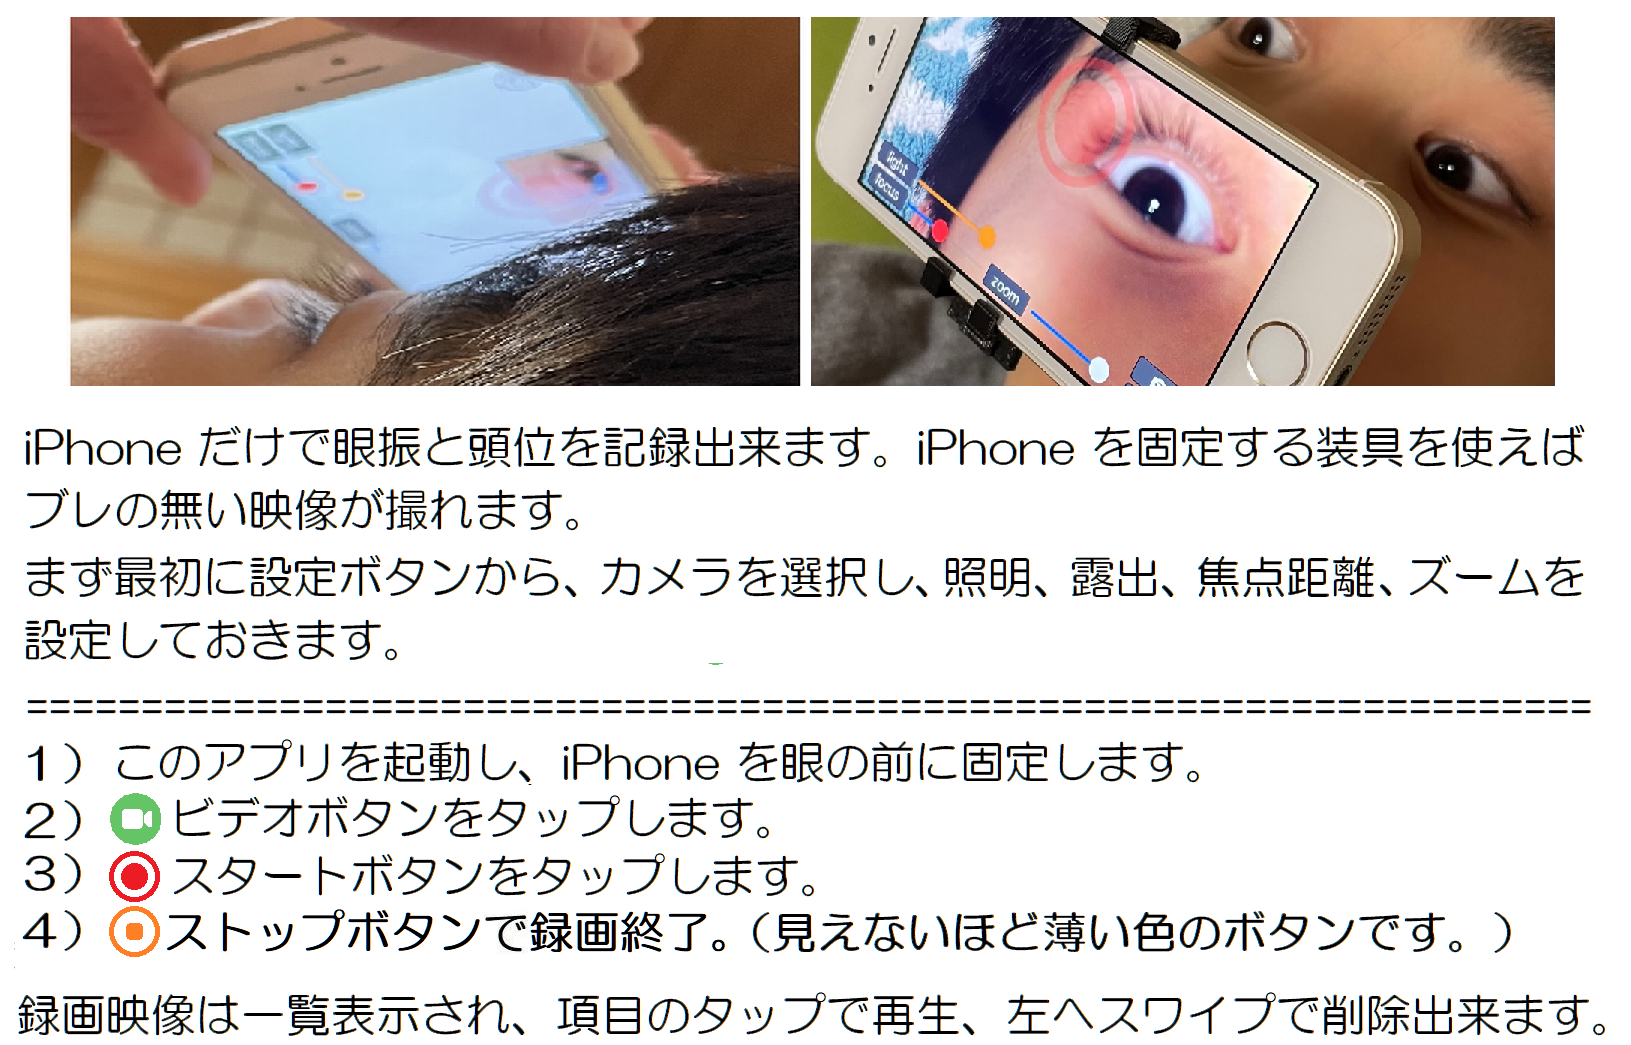 light
focus
zoom
iPhone だけで眼振と頭位を記録出来ます。iPhone を固定する装具を使えば
ブレの無い映像が撮れます。
まず最初に設定ボタンから、カメラを選択し、照明、露出、焦点距離、ズームを
設定しておきます。
====================================================================
1） このアプリを起動し、iPhone を眼の前に固定します。
2） ビデオボタンをタップします。
3） スタートボタンをタップします。
4） ストップボタンで録画終了。（見えないほど薄い色のボタンです。）
録画映像は一覧表示され、項目のタップで再生、左へスワイプで削除出来ます。